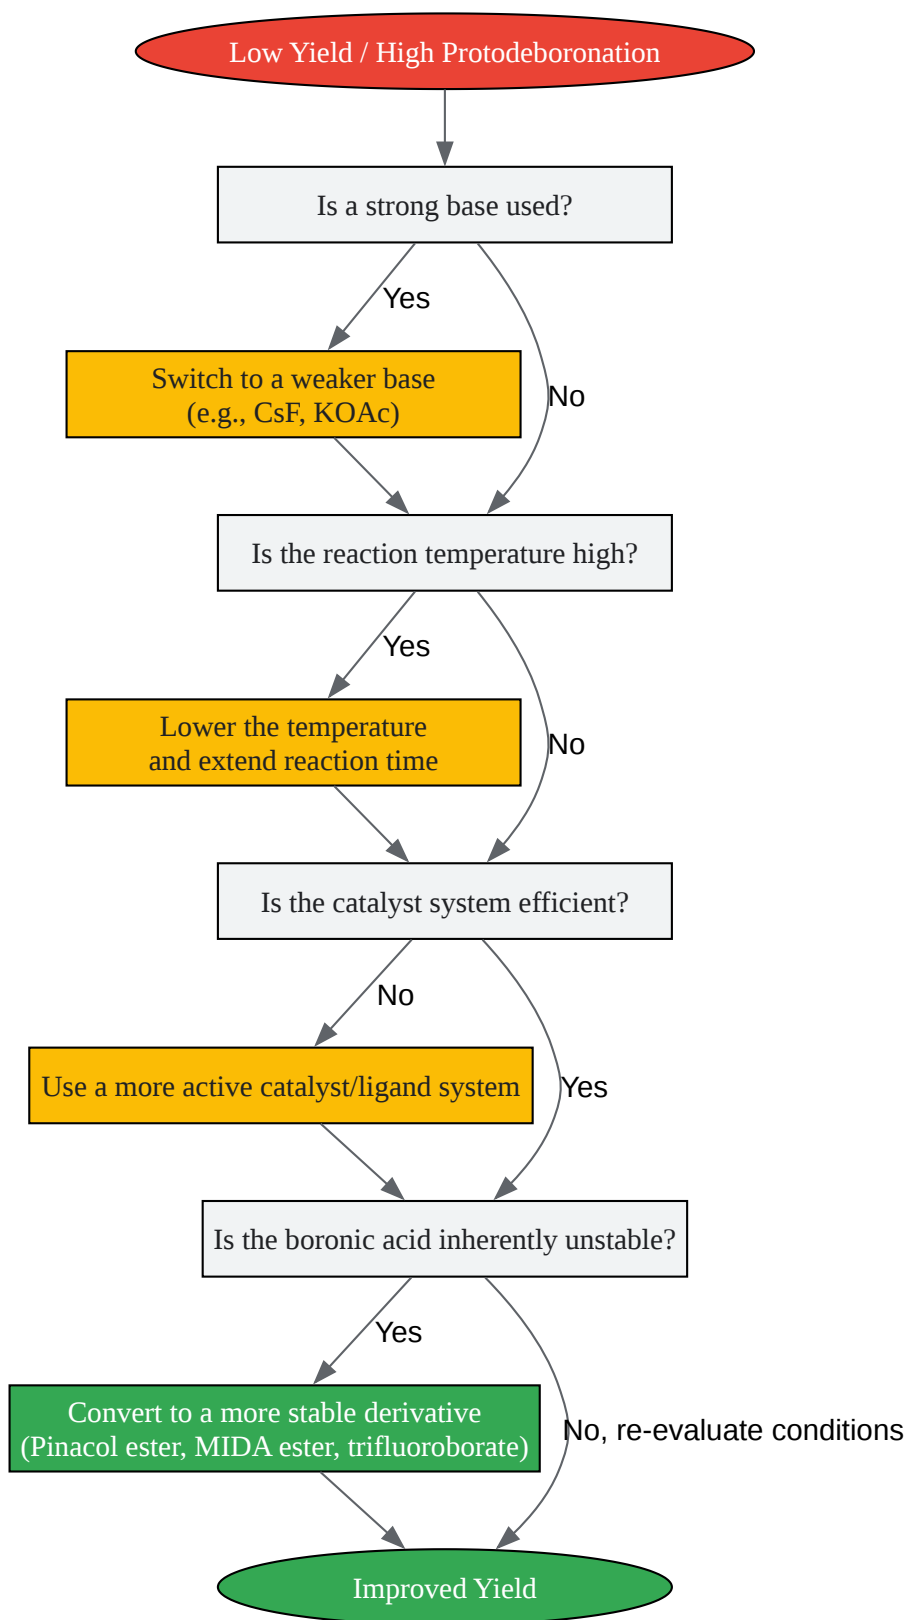 Low Yield / High Protodeboronation
Is a strong base used?
Yes
Switch to a weaker base
(e.g., CsF, KOAc)
No
Is the reaction temperature high?
Yes
Lower the temperature
and extend reaction time
No
Is the catalyst system efficient?
No
Use a more active catalyst/ligand system
Yes
Is the boronic acid inherently unstable?
Yes
Convert to a more stable derivative
(Pinacol ester, MIDA ester, trifluoroborate)
No, re-evaluate conditions
Improved Yield